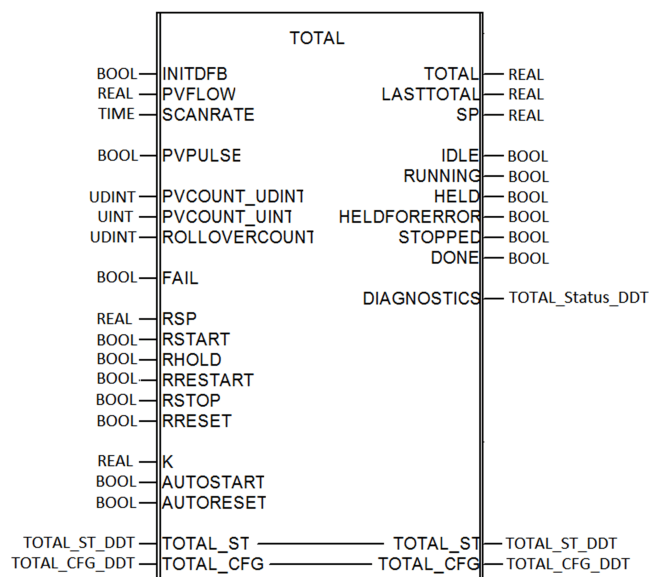 TOTAL
BOOL INITDFB TOTAL REAL
REAL PVFLOW LASTTOTAL REAL
TIME SCANRATE SP REAL
BOOL PVPULSE IDLE BOOL
RUNNING BOOL
UDINT PVCOUNT_UDINT HELD BOOL
UINT PVCOUNT_UINT HELDFORERROR BOOL
UDINT ROLLOVERCOUNT STOPPED BOOL
DONE BOOL
BOOL FAIL
DIAGNOSTICS TOTAL_Status_DDT
REAL RSP
BOOL RSTART
BOOL RHOLD
BOOL RRESTART
BOOL RSTOP
BOOL RRESET
REAL K
BOOL AUTOSTART
BOOL AUTORESET
TOTAL_ST_DDT TOTAL_ST TOTAL_ST TOTAL_ST_DDT
TOTAL_CFG_DDT TOTAL_CFG TOTAL_CFG TOTAL_CFG_DDT